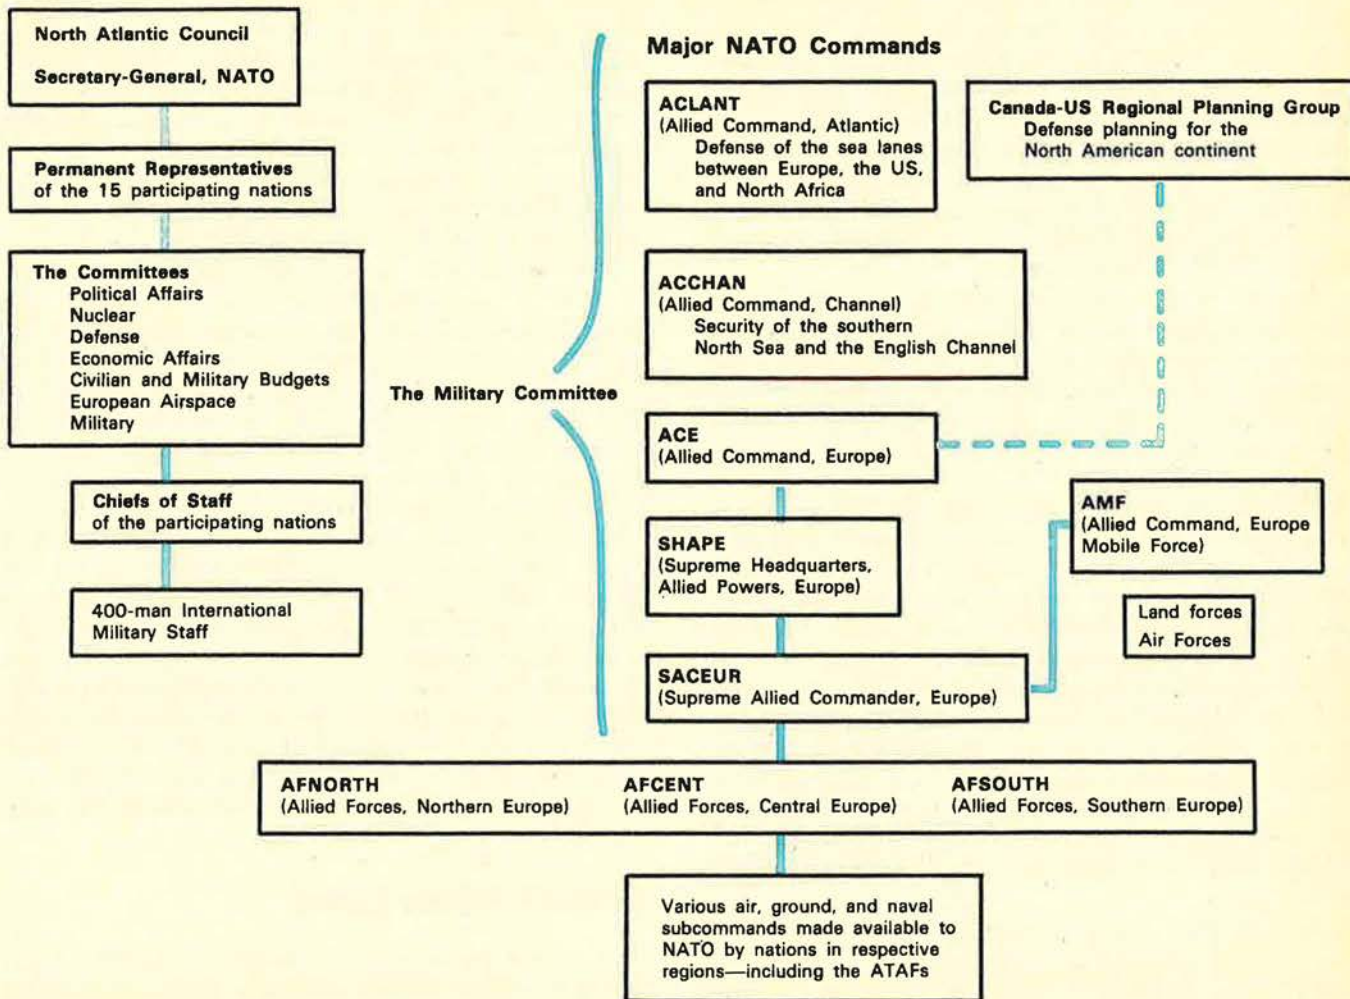 North Atlantic Council
Secretary-General, NATO
Permanent Representatives
of the 15 participating nations
The Committees
Political Affairs
Nuclear
Defense
Economic Affairs
Civilian and Military Budgets
European Airspace
Military
Chiefs of Staff
of the participating nations
400-man International
Military Staff
The Military Committee
Major NATO Commands
ACLANT
(Allied Command, Atlantic)
Defense of the sea lanes
between Europe, the US,
and North Africa
Canada-US Regional Planning Group
Defense planning for the
North American continent
ACCHAN
(Allied Command, Channel)
Security of the southern
North Sea and the English Channel
ACE
(Allied Command, Europe)
SHAPE
(Supreme Headquarters,
Allied Powers, Europe)
AMF
(Allied Command, Europe
Mobile Force)
Land forces
Air Forces
SACEUR
(Supreme Allied Commander, Europe)
AFNORTH
(Allied Forces, Northern Europe)
AFCENT
(Allied Forces, Central Europe)
AFSOUTH
(Allied Forces, Southern Europe)
Various air, ground, and naval
subcommands made available to
NATO by nations in respective
regions—including the ATAFs